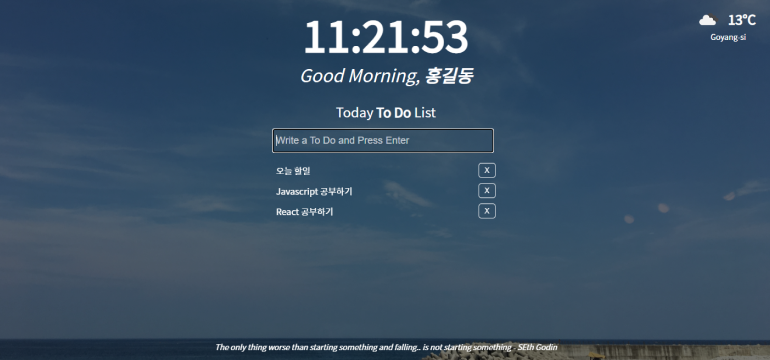 13°C
Goyang-si
11:21:53
Good Morning, 홍길동
Today To Do List
Write a To Do and Press Enter
오늘 할일 X
Javascript 공부하기 X
React 공부하기 X
The only thing worse than starting something and falling... is not starting something - SEth Godin